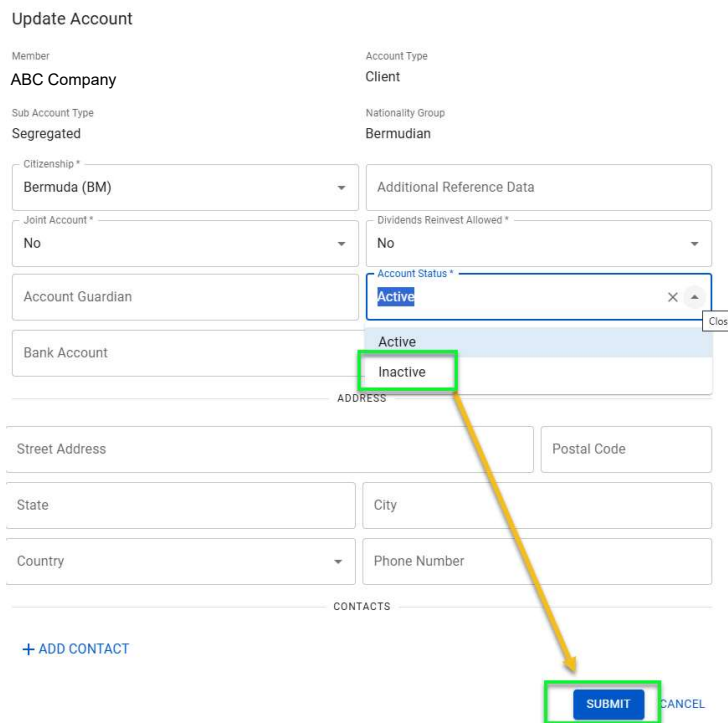 Update Account
Member
Account Type
ABC Company
Client
Sub Account Type
Nationality Group
Segregated
Bermudian
Citizenship *
Bermuda (BM)
Additional Reference Data
Joint Account *
Dividends Reinvest Allowed *
No
No
Account Status *
Account Guardian
Active
Clos
Bank Account
Active
Inactive
ADDRESS
Street Address
Postal Code
State
City
Country
Phone Number
CONTACTS
+ ADD CONTACT
SUBMIT
CANCEL